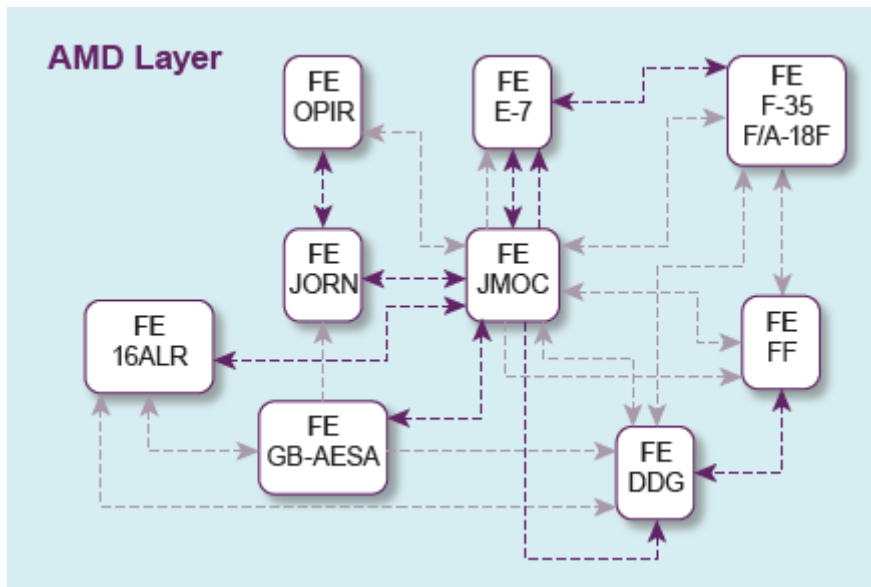 AMD Layer
FE
OPIR
FE
E-7
FE
F-35
F/A-18F
FE
JORN
FE
JMOC
FE
16ALR
FE
FF
FE
GB-AESA
FE
DDG